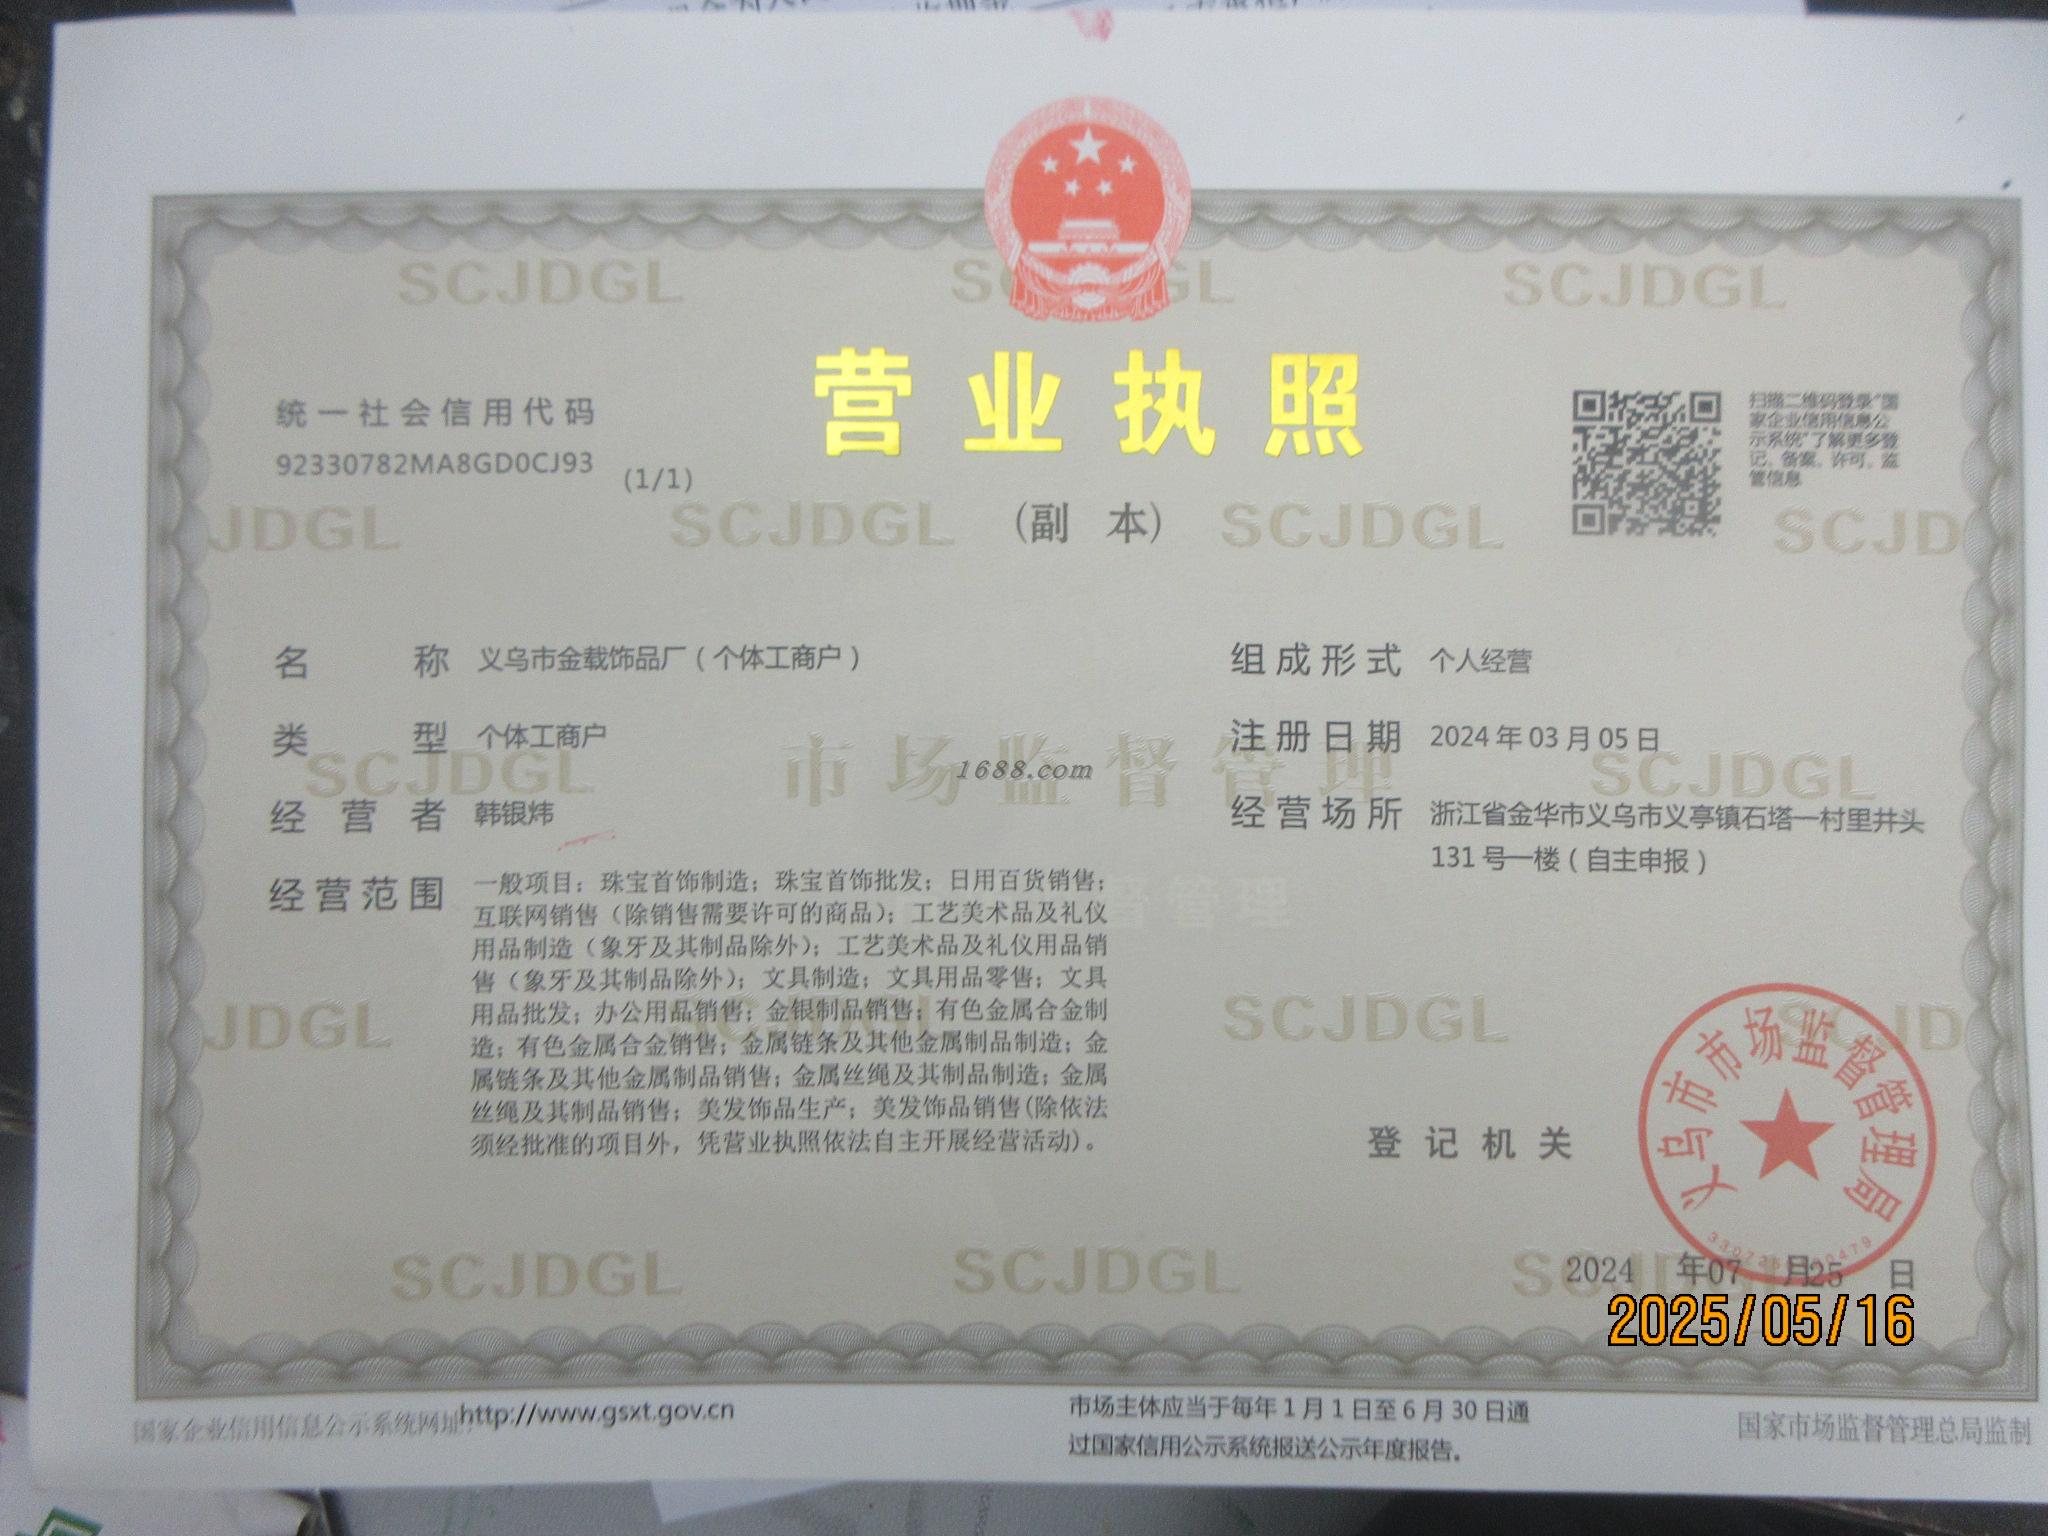 SCJDGL
SCJDGL
营业执照
统一社会信用代码
92330782MA8GD0CJ93
(1/1)
扫描二维码登录“国
家企业信用信息公
示系统”了解更多登
记、备案、许可、监
管信息
(副 本)
JDGL
SCJDGL
SCJDGL
SCJD
名 称 义乌市金载饰品厂（个体工商户）
组成形式 个人经营
类 型 个体工商户
注册日期 2024年03月05日
SCJDGL
市场监督管理
1688.com
SCJDGL
经营者 韩银炜
经营场所 浙江省金华市义乌市义亭镇石塔一村里井头
131号一楼（自主申报）
经营范围 一般项目：珠宝首饰制造；珠宝首饰批发；日用百货销售；
互联网销售（除销售需要许可的商品）；工艺美术品及礼仪
用品制造（象牙及其制品除外）；工艺美术品及礼仪用品销
售（象牙及其制品除外）；文具制造；文具用品零售；文具
用品批发；办公用品销售；金银制品销售；有色金属合金制
造；有色金属合金销售；金属链条及其他金属制品制造；金
属链条及其他金属制品销售；金属丝绳及其制品制造；金属
丝绳及其制品销售；美发饰品生产；美发饰品销售(除依法
须经批准的项目外，凭营业执照依法自主开展经营活动)。
督管理
JDGL
SCJDGL
SCJD
登记机关
义乌市市场监督管理局
SCJDGL
SCJDGL
2024 年07 月25 日
2025/05/16
国家企业信用信息公示系统网址：http://www.gsxt.gov.cn
市场主体应当于每年1月1日至6月30日通
过国家信用公示系统报送公示年度报告。
国家市场监督管理总局监制